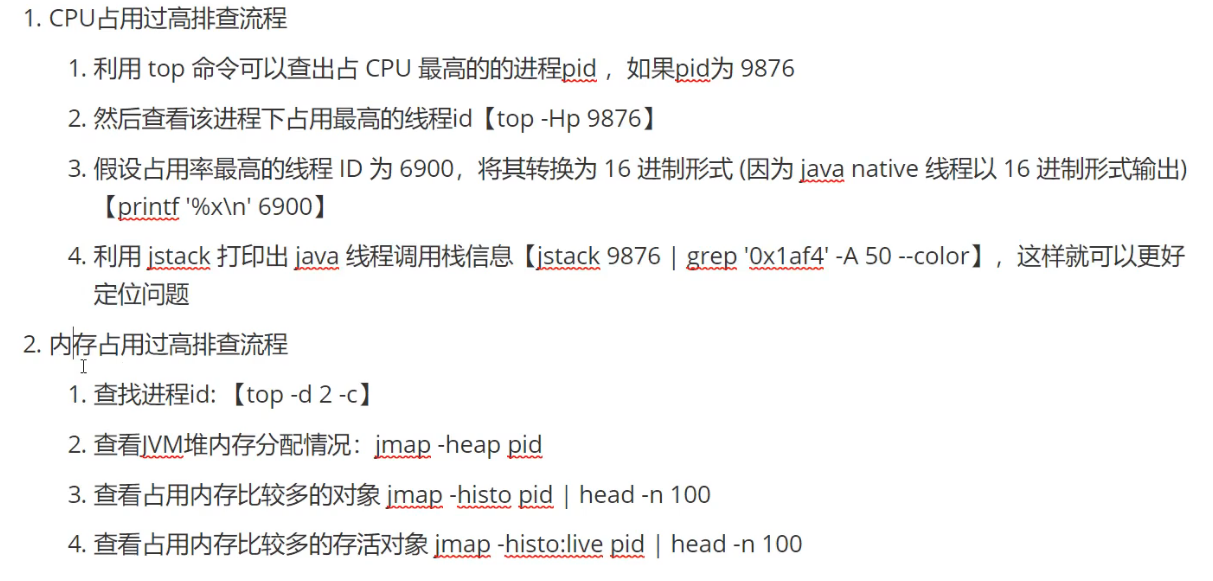 1. CPU占用过高排查流程
1. 利用 top 命令可以查出占 CPU 最高的的进程pid ，如果pid为 9876
2. 然后查看该进程下占用最高的线程id【top -Hp 9876】
3. 假设占用率最高的线程 ID 为 6900，将其转换为 16 进制形式 (因为 java native 线程以 16 进制形式输出)
【printf '%x\n' 6900】
4. 利用 jstack 打印出 java 线程调用栈信息【jstack 9876 | grep '0x1af4' -A 50 --color】，这样就可以更好
定位问题
2. 内存占用过高排查流程
1. 查找进程id: 【top -d 2 -c】
2. 查看JVM堆内存分配情况：jmap -heap pid
3. 查看占用内存比较多的对象 jmap -histo pid | head -n 100
4. 查看占用内存比较多的存活对象 jmap -histo:live pid | head -n 100